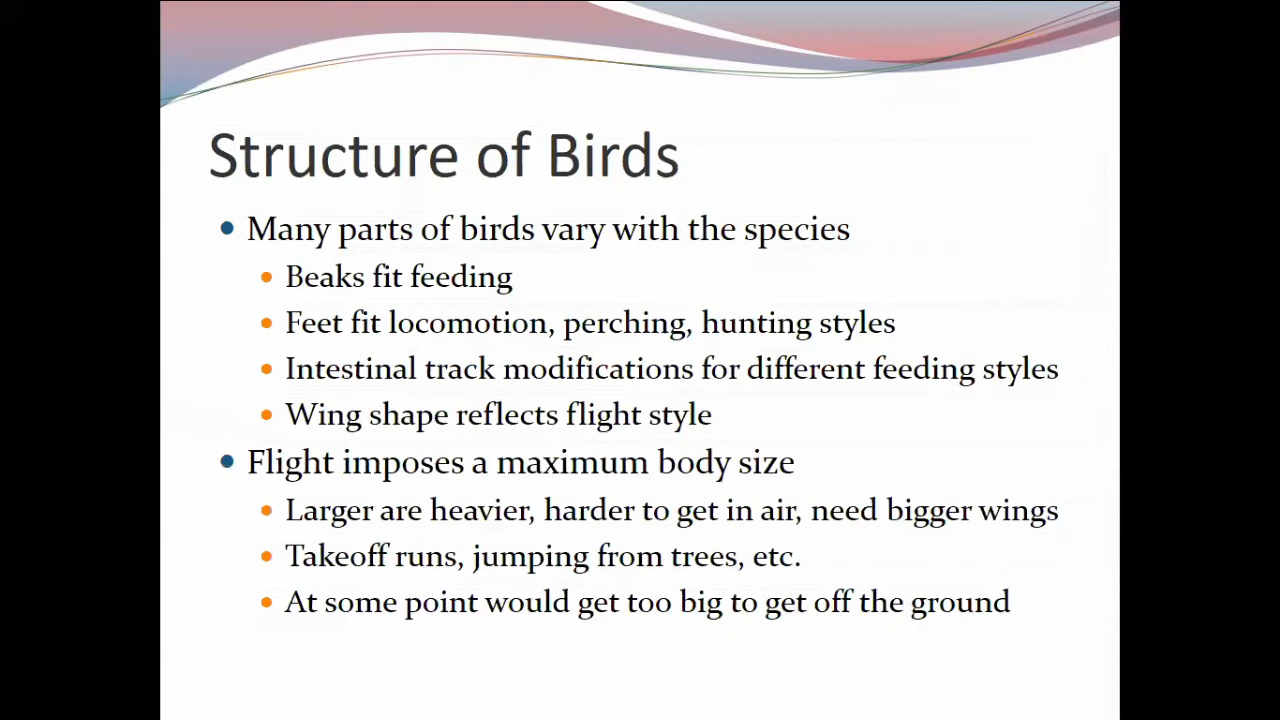 Structure of Birds
Many parts of birds vary with the species
Beaks fit feeding
Feet fit locomotion, perching, hunting styles
Intestinal track modifications for different feeding styles
Wing shape reflects flight style
Flight imposes a maximum body size
Larger are heavier, harder to get in air, need bigger wings
Takeoff runs, jumping from trees, etc.
At some point would get too big to get off the ground